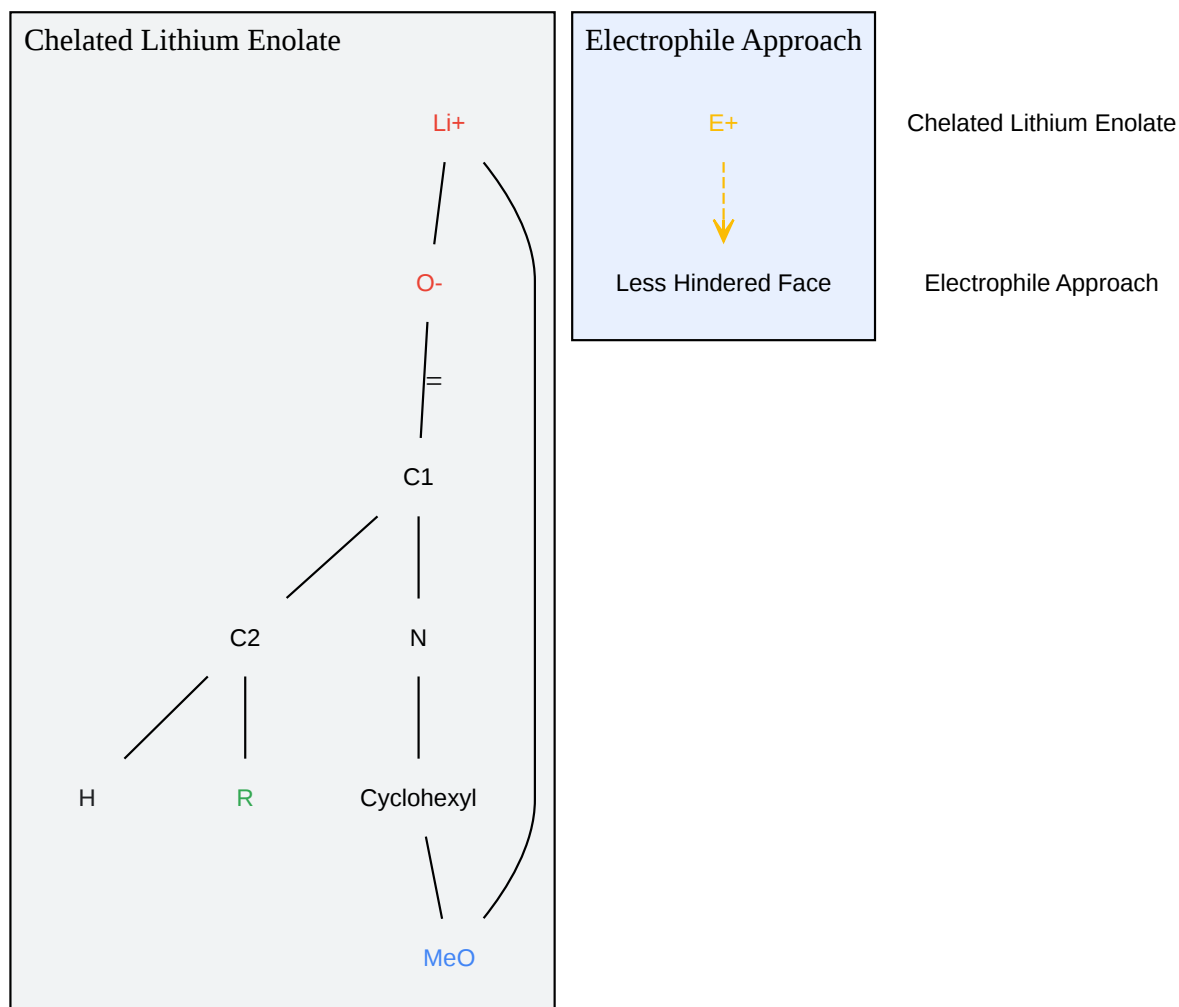 Chelated Lithium Enolate
Li+
O-
=
C1
C2
N
H
R
Cyclohexyl
MeO
Electrophile Approach
E+
Less Hindered Face
Chelated Lithium Enolate
Electrophile Approach